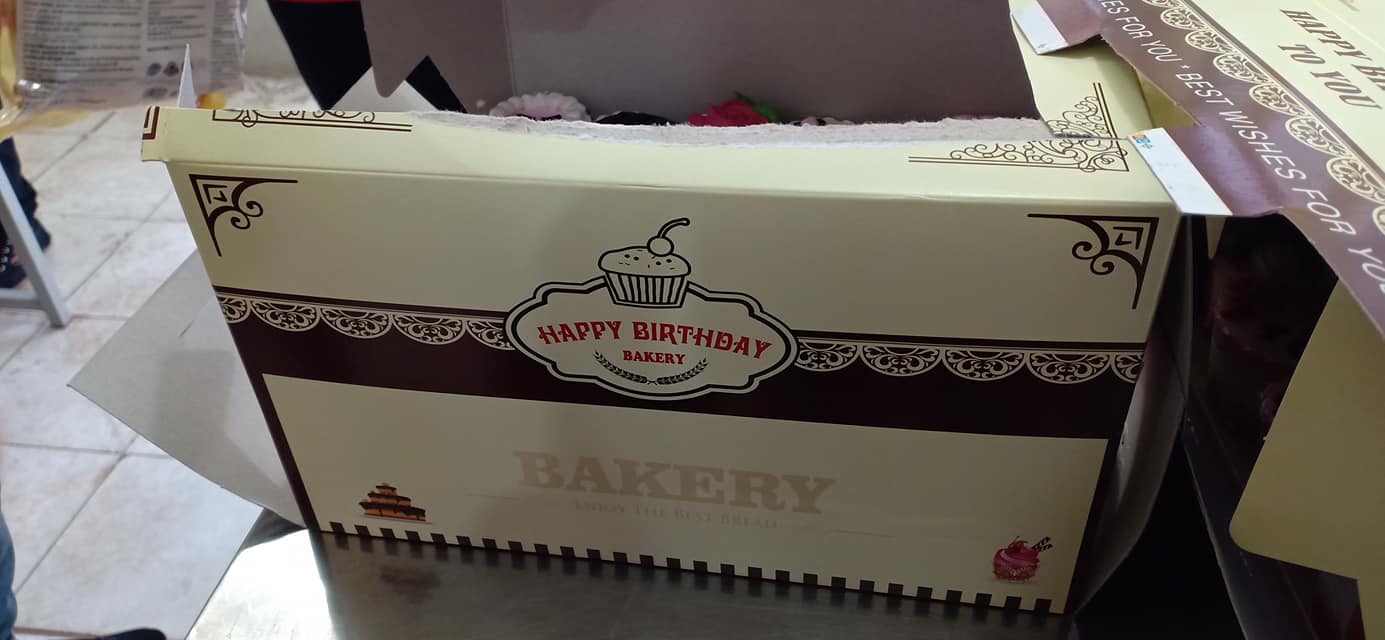 HAPPY BIRTHDAY
BAKERY
BAKERY
ENJOY THE BEST BREAD
ES FOR YOU * BEST WISHES FOR YOU
HAPPY BI
TO YOU